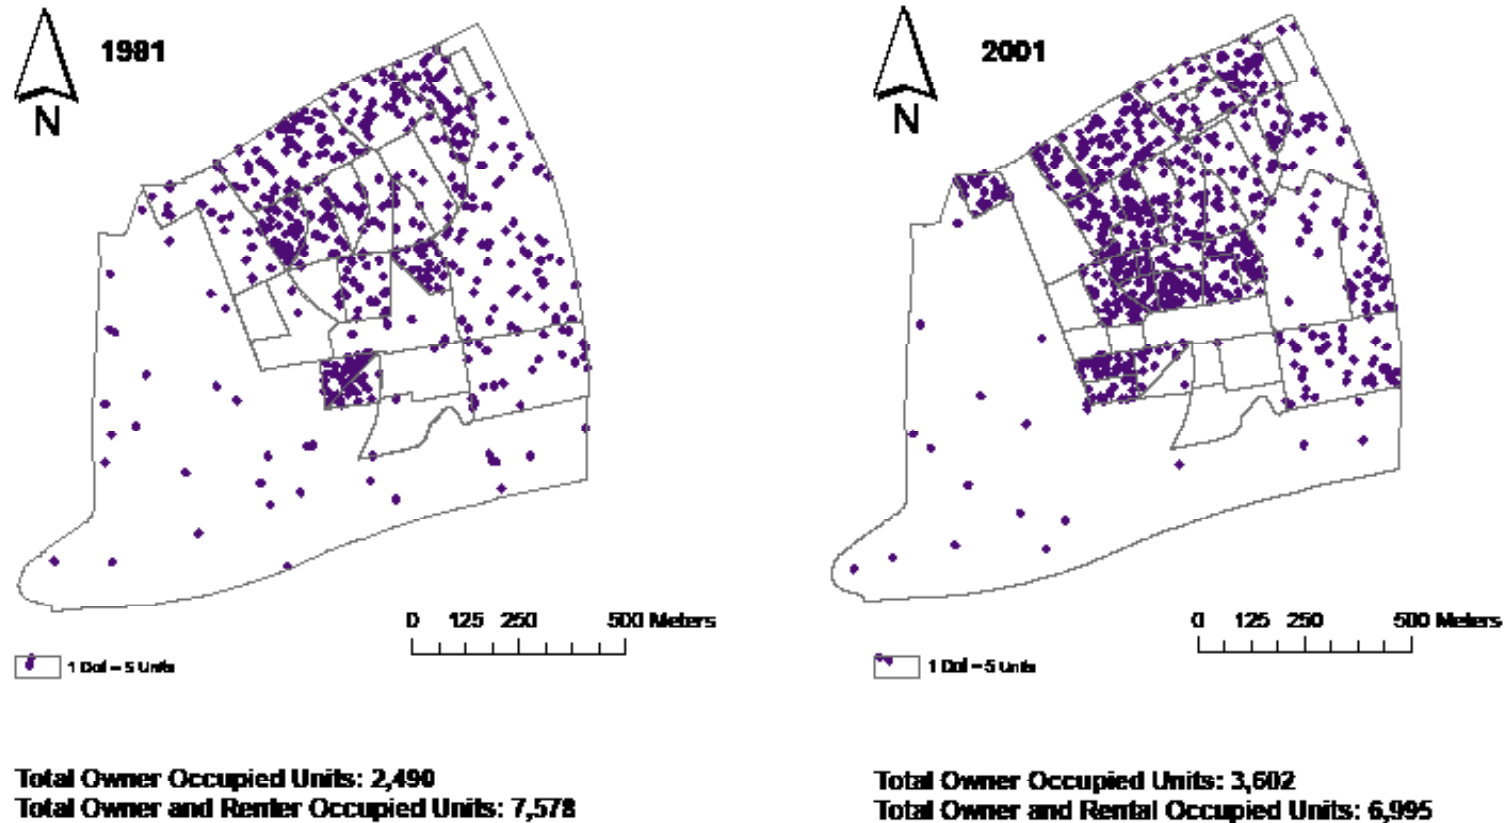 1981
N
0 125 250 500 Meters
1 Dot = 5 Units
Total Owner Occupied Units: 2,490
Total Owner and Renter Occupied Units: 7,578
2001
N
0 125 250 500 Meters
1 Dot = 5 Units
Total Owner Occupied Units: 3,602
Total Owner and Rental Occupied Units: 6,995